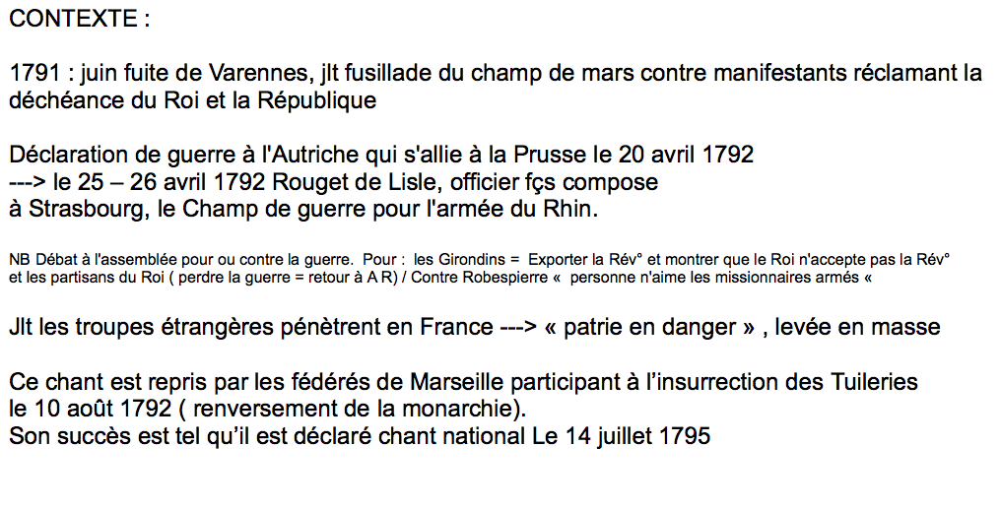 CONTEXTE :
1791 : juin fuite de Varennes, jlt fusillade du champ de mars contre manifestants réclamant la
déchéance du Roi et la République
Déclaration de guerre à l'Autriche qui s'allie à la Prusse le 20 avril 1792
---> le 25 – 26 avril 1792 Rouget de Lisle, officier fçs compose
à Strasbourg, le Champ de guerre pour l'armée du Rhin.
NB Débat à l'assemblée pour ou contre la guerre.  Pour :  les Girondins =  Exporter la Rév° et montrer que le Roi n'accepte pas la Rév°
et les partisans du Roi ( perdre la guerre = retour à A R) / Contre Robespierre «  personne n'aime les missionnaires armés «
Jlt les troupes étrangères pénètrent en France ---> « patrie en danger » , levée en masse
Ce chant est repris par les fédérés de Marseille participant à l’insurrection des Tuileries
le 10 août 1792 ( renversement de la monarchie).
Son succès est tel qu’il est déclaré chant national Le 14 juillet 1795